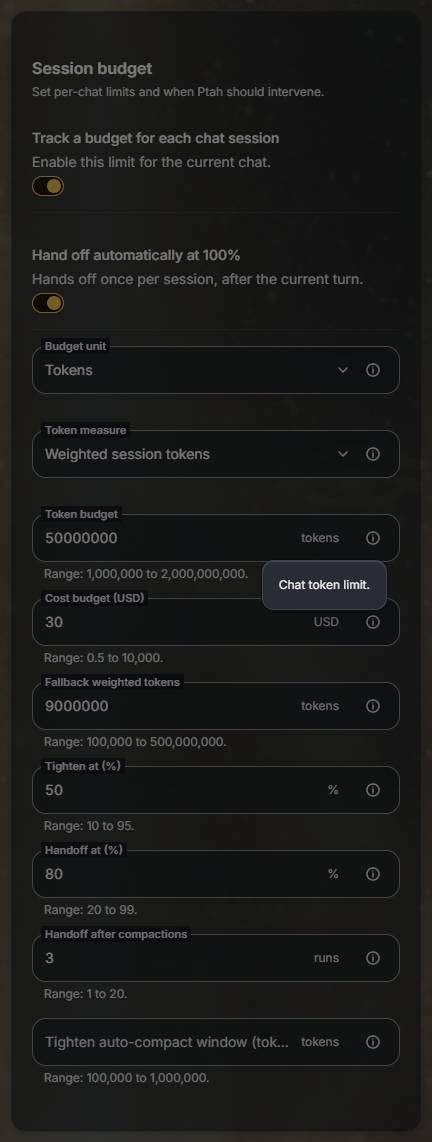 Session budget
Set per-chat limits and when Ptah should intervene.
Track a budget for each chat session
Enable this limit for the current chat.
Hand off automatically at 100%
Hands off once per session, after the current turn.
Budget unit
Tokens
Token measure
Weighted session tokens
Token budget
50000000 tokens
Range: 1,000,000 to 2,000,000,000.
Chat token limit.
Cost budget (USD)
30 USD
Range: 0.5 to 10,000.
Fallback weighted tokens
9000000 tokens
Range: 100,000 to 500,000,000.
Tighten at (%)
50 %
Range: 10 to 95.
Handoff at (%)
80 %
Range: 20 to 99.
Handoff after compactions
3 runs
Range: 1 to 20.
Tighten auto-compact window (tok... tokens
Range: 100,000 to 1,000,000.